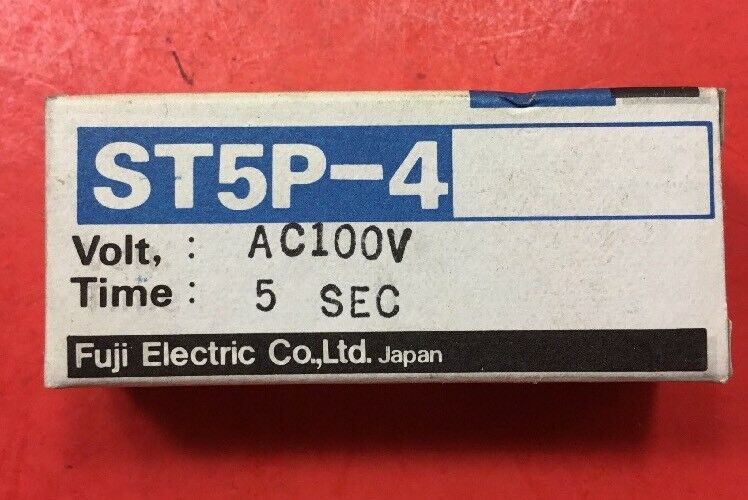 ST5P-4
Volt, : AC100V
Time : 5 SEC
Fuji Electric Co.,Ltd. Japan